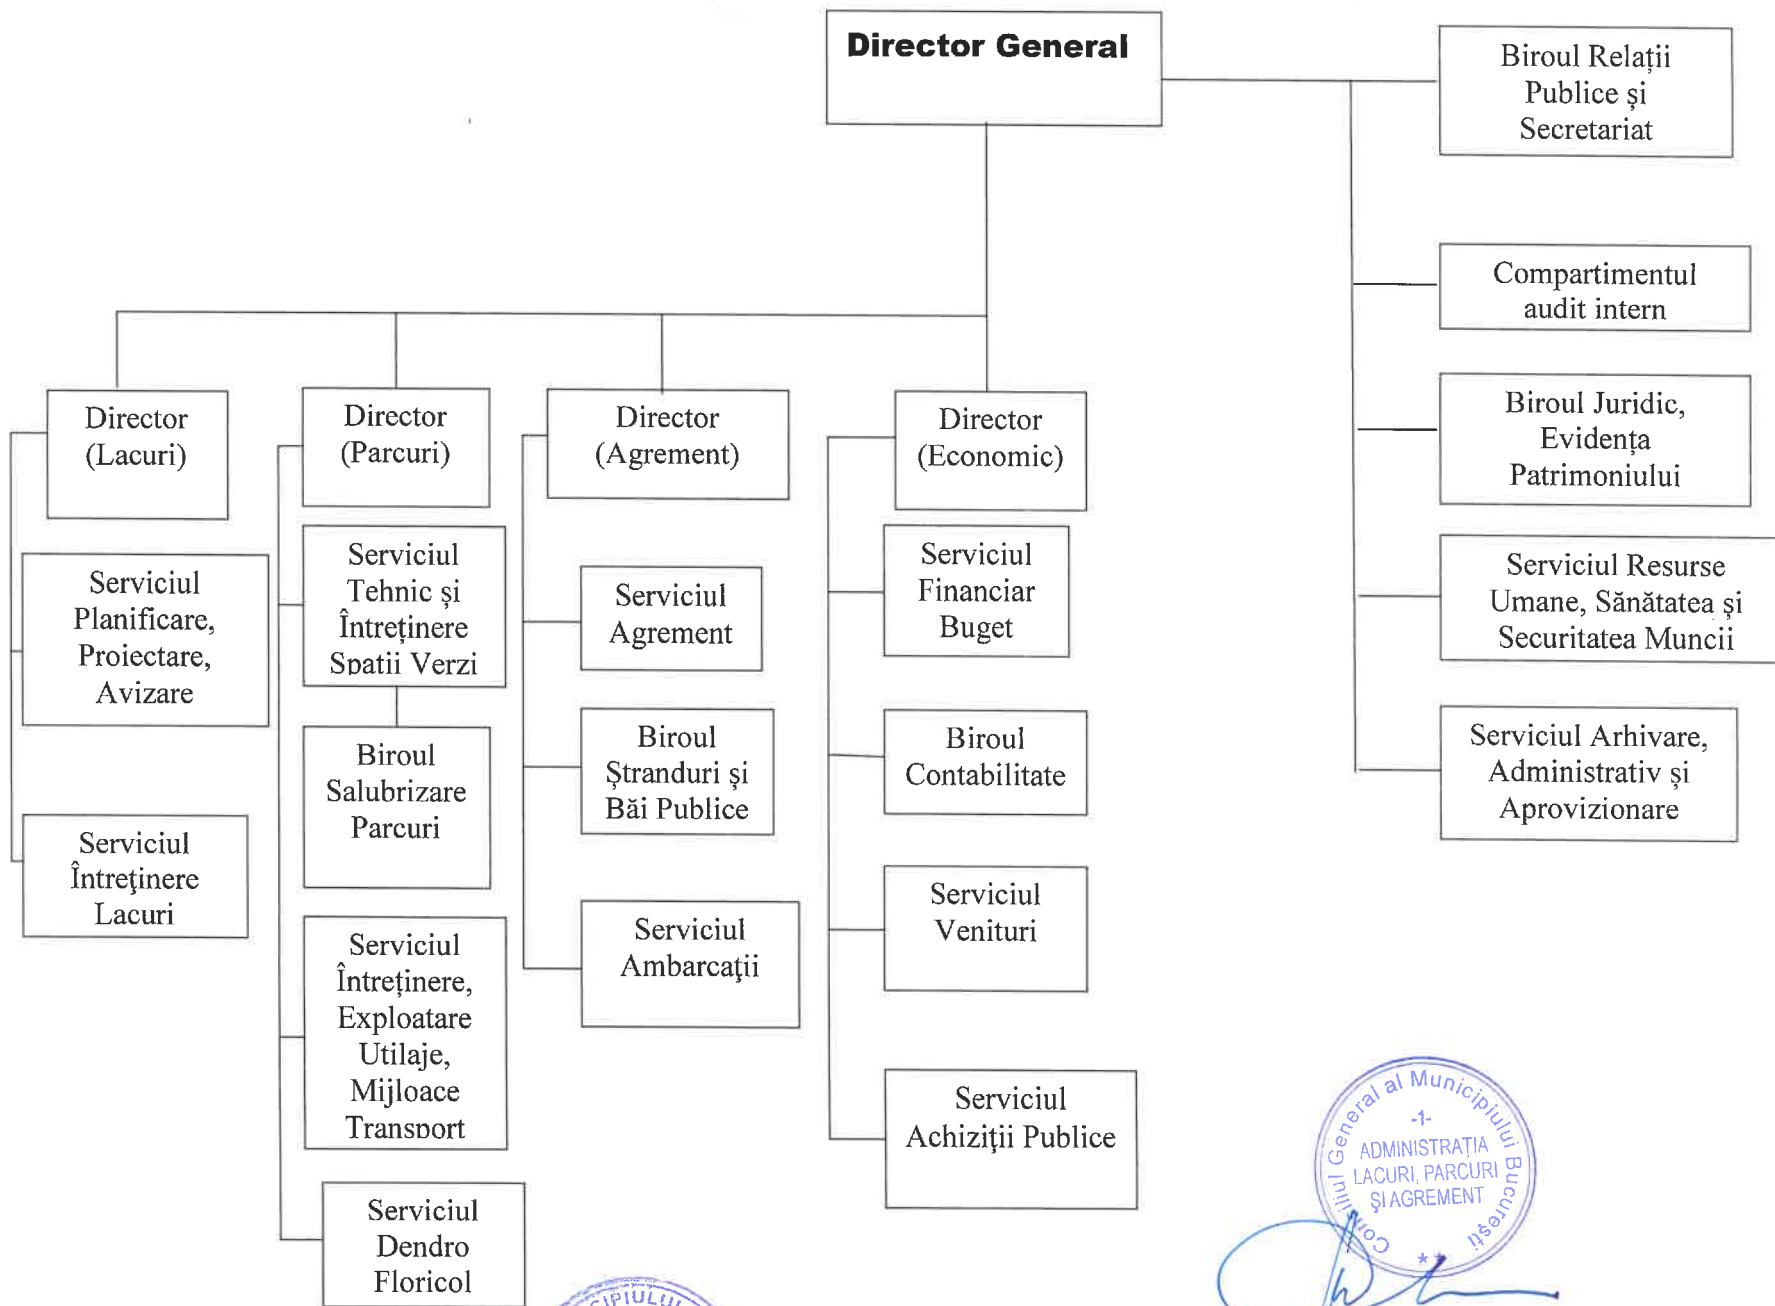 Director General
Biroul Relații
Publice și
Secretariat
Compartimentul
audit intern
Biroul Juridic,
Evidența
Patrimoniului
Serviciul Resurse
Umane, Sănătatea și
Securitatea Muncii
Serviciul Arhivare,
Administrativ și
Aprovizionare
Director
(Lacuri)
Serviciul
Planificare,
Proiectare,
Avizare
Serviciul
Întreţinere
Lacuri
Director
(Parcuri)
Serviciul
Tehnic și
Întreținere
Spatii Verzi
Biroul
Salubrizare
Parcuri
Serviciul
Întreținere,
Exploatare
Utilaje,
Mijloace
Transport
Serviciul
Dendro
Floricol
Director
(Agrement)
Serviciul
Agrement
Biroul
Ștranduri și
Băi Publice
Serviciul
Ambarcaţii
Director
(Economic)
Serviciul
Financiar
Buget
Biroul
Contabilitate
Serviciul
Venituri
Serviciul
Achiziţii Publice
Consiliul General al Municipiului Bucureşti
-1-
ADMINISTRAȚIA
LACURI, PARCURI
ŞI AGREMENT